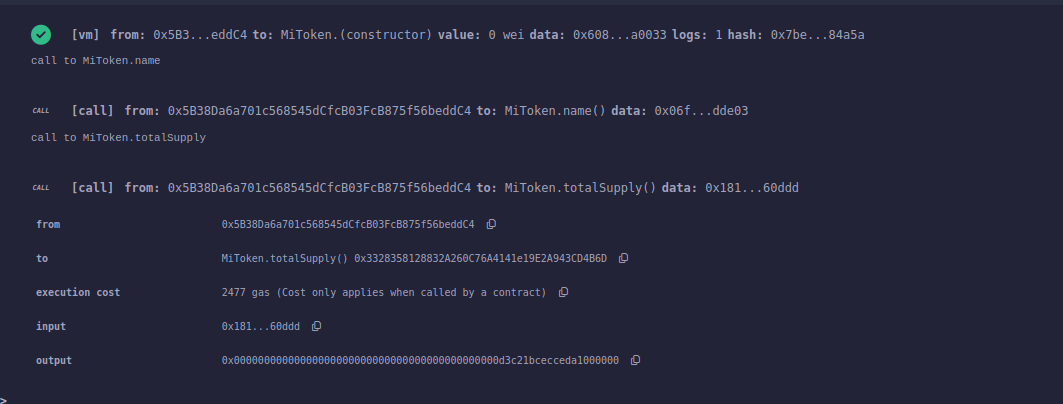 [vm] from: 0x5B3...eddC4 to: MiToken.(constructor) value: 0 wei data: 0x608...a0033 logs: 1 hash: 0x7be...84a5a
call to MiToken.name
CALL [call] from: 0x5B38Da6a701c568545dCfcB03FcB875f56beddC4 to: MiToken.name() data: 0x06f...dde03
call to MiToken.totalSupply
CALL [call] from: 0x5B38Da6a701c568545dCfcB03FcB875f56beddC4 to: MiToken.totalSupply() data: 0x181...60ddd
from 0x5B38Da6a701c568545dCfcB03FcB875f56beddC4
to MiToken.totalSupply() 0x3328358128832A260C76A4141e19E2A943CD4B6D
execution cost 2477 gas (Cost only applies when called by a contract)
input 0x181...60ddd
output 0x00000000000000000000000000000000000000000000d3c21bcecceda1000000
>